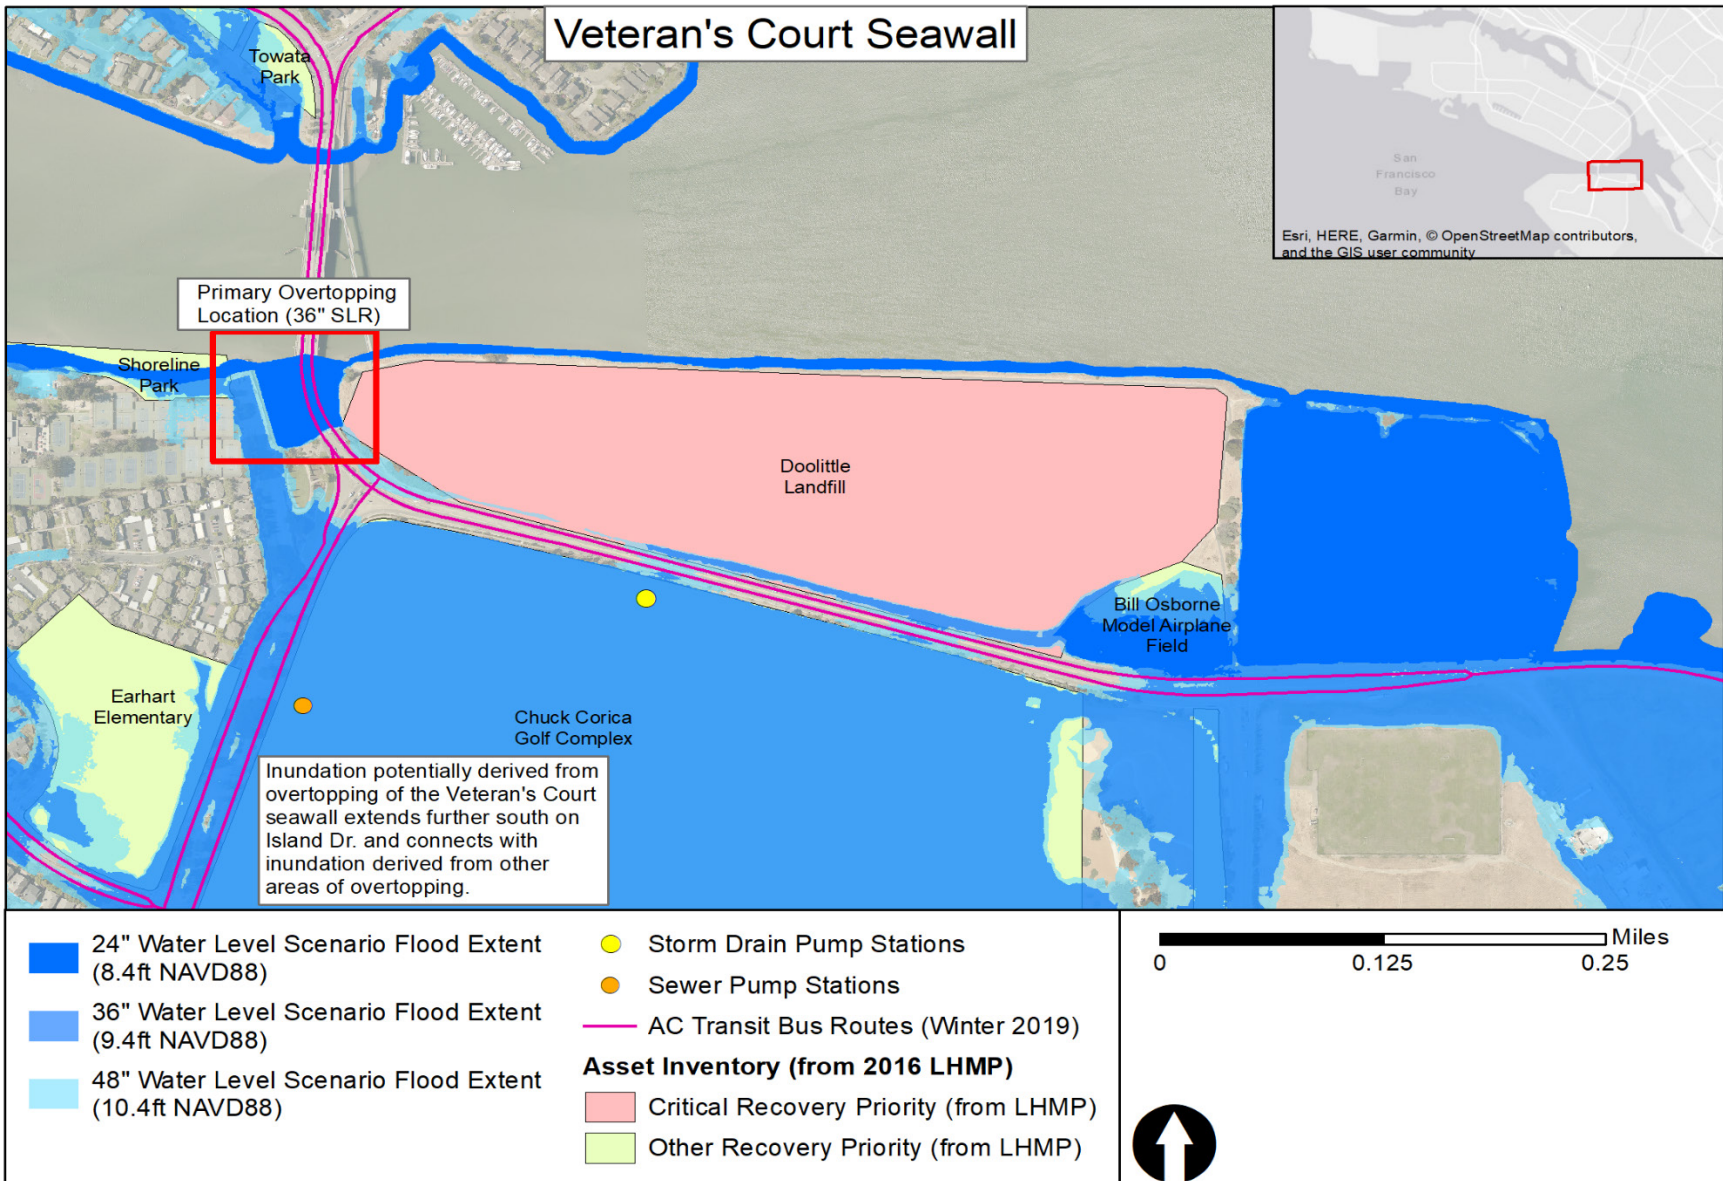 Veteran's Court Seawall
Towata
Park
San
Francisco
Bay
Esri, HERE, Garmin, © OpenStreetMap contributors,
and the GIS user community
Primary Overtopping
Location (36" SLR)
Shoreline
Park
Doolittle
Landfill
Bill Osborne
Model Airplane
Field
Earhart
Elementary
Chuck Corica
Golf Complex
Inundation potentially derived from
overtopping of the Veteran's Court
seawall extends further south on
Island Dr. and connects with
inundation derived from other
areas of overtopping.
24" Water Level Scenario Flood Extent
(8.4ft NAVD88)
36" Water Level Scenario Flood Extent
(9.4ft NAVD88)
48" Water Level Scenario Flood Extent
(10.4ft NAVD88)
Storm Drain Pump Stations
Sewer Pump Stations
AC Transit Bus Routes (Winter 2019)
Asset Inventory (from 2016 LHMP)
Critical Recovery Priority (from LHMP)
Other Recovery Priority (from LHMP)
Miles
0 0.125 0.25